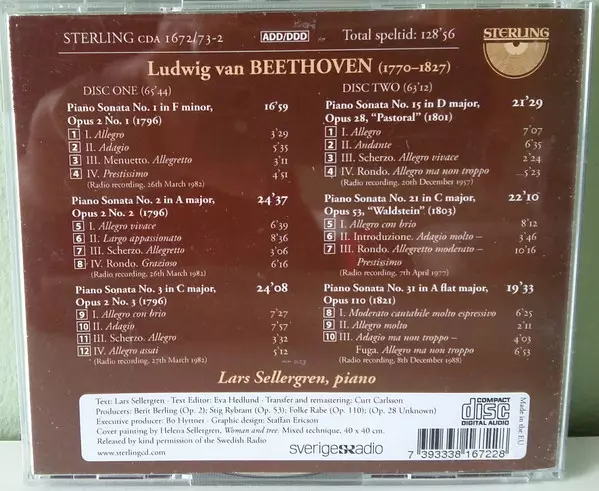 STERLING CDA 1672/73-2 ADD/DDD Total speltid: 128'56 STERLING
Ludwig van BEETHOVEN (1770–1827)
DISC ONE (65'44)
Piano Sonata No. 1 in F minor, 16'59
Opus 2 No. 1 (1796)
1 I. Allegro 3'29
2 II. Adagio 5'35
3 III. Menuetto. Allegretto 3'11
4 IV. Prestissimo 4'51
(Radio recording, 26th March 1982)
Piano Sonata No. 2 in A major, 24'37
Opus 2 No. 2 (1796)
5 I. Allegro vivace 6'39
6 II. Largo appassionato 8'36
7 III. Scherzo. Allegretto 3'06
8 IV. Rondo. Grazioso 6'16
(Radio recording, 26th March 1982)
Piano Sonata No. 3 in C major, 24'08
Opus 2 No. 3 (1796)
9 I. Allegro con brio 7'27
10 II. Adagio 7'57
11 III. Scherzo. Allegro 3'32
12 IV. Allegro assai 5'12
(Radio recording, 27th March 1982)
DISC TWO (63'12)
Piano Sonata No. 15 in D major, 21'29
Opus 28, "Pastoral" (1801)
1 I. Allegro 7'07
2 II. Andante 6'35
3 III. Scherzo. Allegro vivace 2'24
4 IV. Rondo. Allegro ma non troppo ....5'23
(Radio recording, 20th December 1957)
Piano Sonata No. 21 in C major, 22'10
Opus 53, "Waldstein" (1803)
5 I. Allegro con brio 8'12
6 II. Introduzione. Adagio molto – 3'46
7 III. Rondo. Allegretto moderato – 10'16
Prestissimo
(Radio recording, 7th April 1977)
Piano Sonata No. 31 in A flat major, 19'33
Opus 110 (1821)
8 I. Moderato cantabile molto espressivo 6'25
9 II. Allegro molto 2'11
10 III. Adagio ma non troppo – 4'03
Fuga. Allegro ma non troppo 6'53
(Radio recording, 8th December 1988)
Lars Sellergren, piano
Text: Lars Sellergren · Text Editor: Eva Hedlund · Transfer and remastering: Curt Carlsson
Producers: Berit Berling (Op. 2); Stig Rybrant (Op. 53); Folke Rabe (Op. 110); (Op. 28 Unknown)
Executive producer: Bo Hyttner · Graphic design: Staffan Ericson
Cover painting by Helena Sellergren, Woman and tree. Mixed technique, 40 x 40 cm.
Released by kind permission of the Swedish Radio
www.sterlingcd.com
sverigesRradio
COMPACT
disc
DIGITAL AUDIO
7 393338 167228
Made in the EU